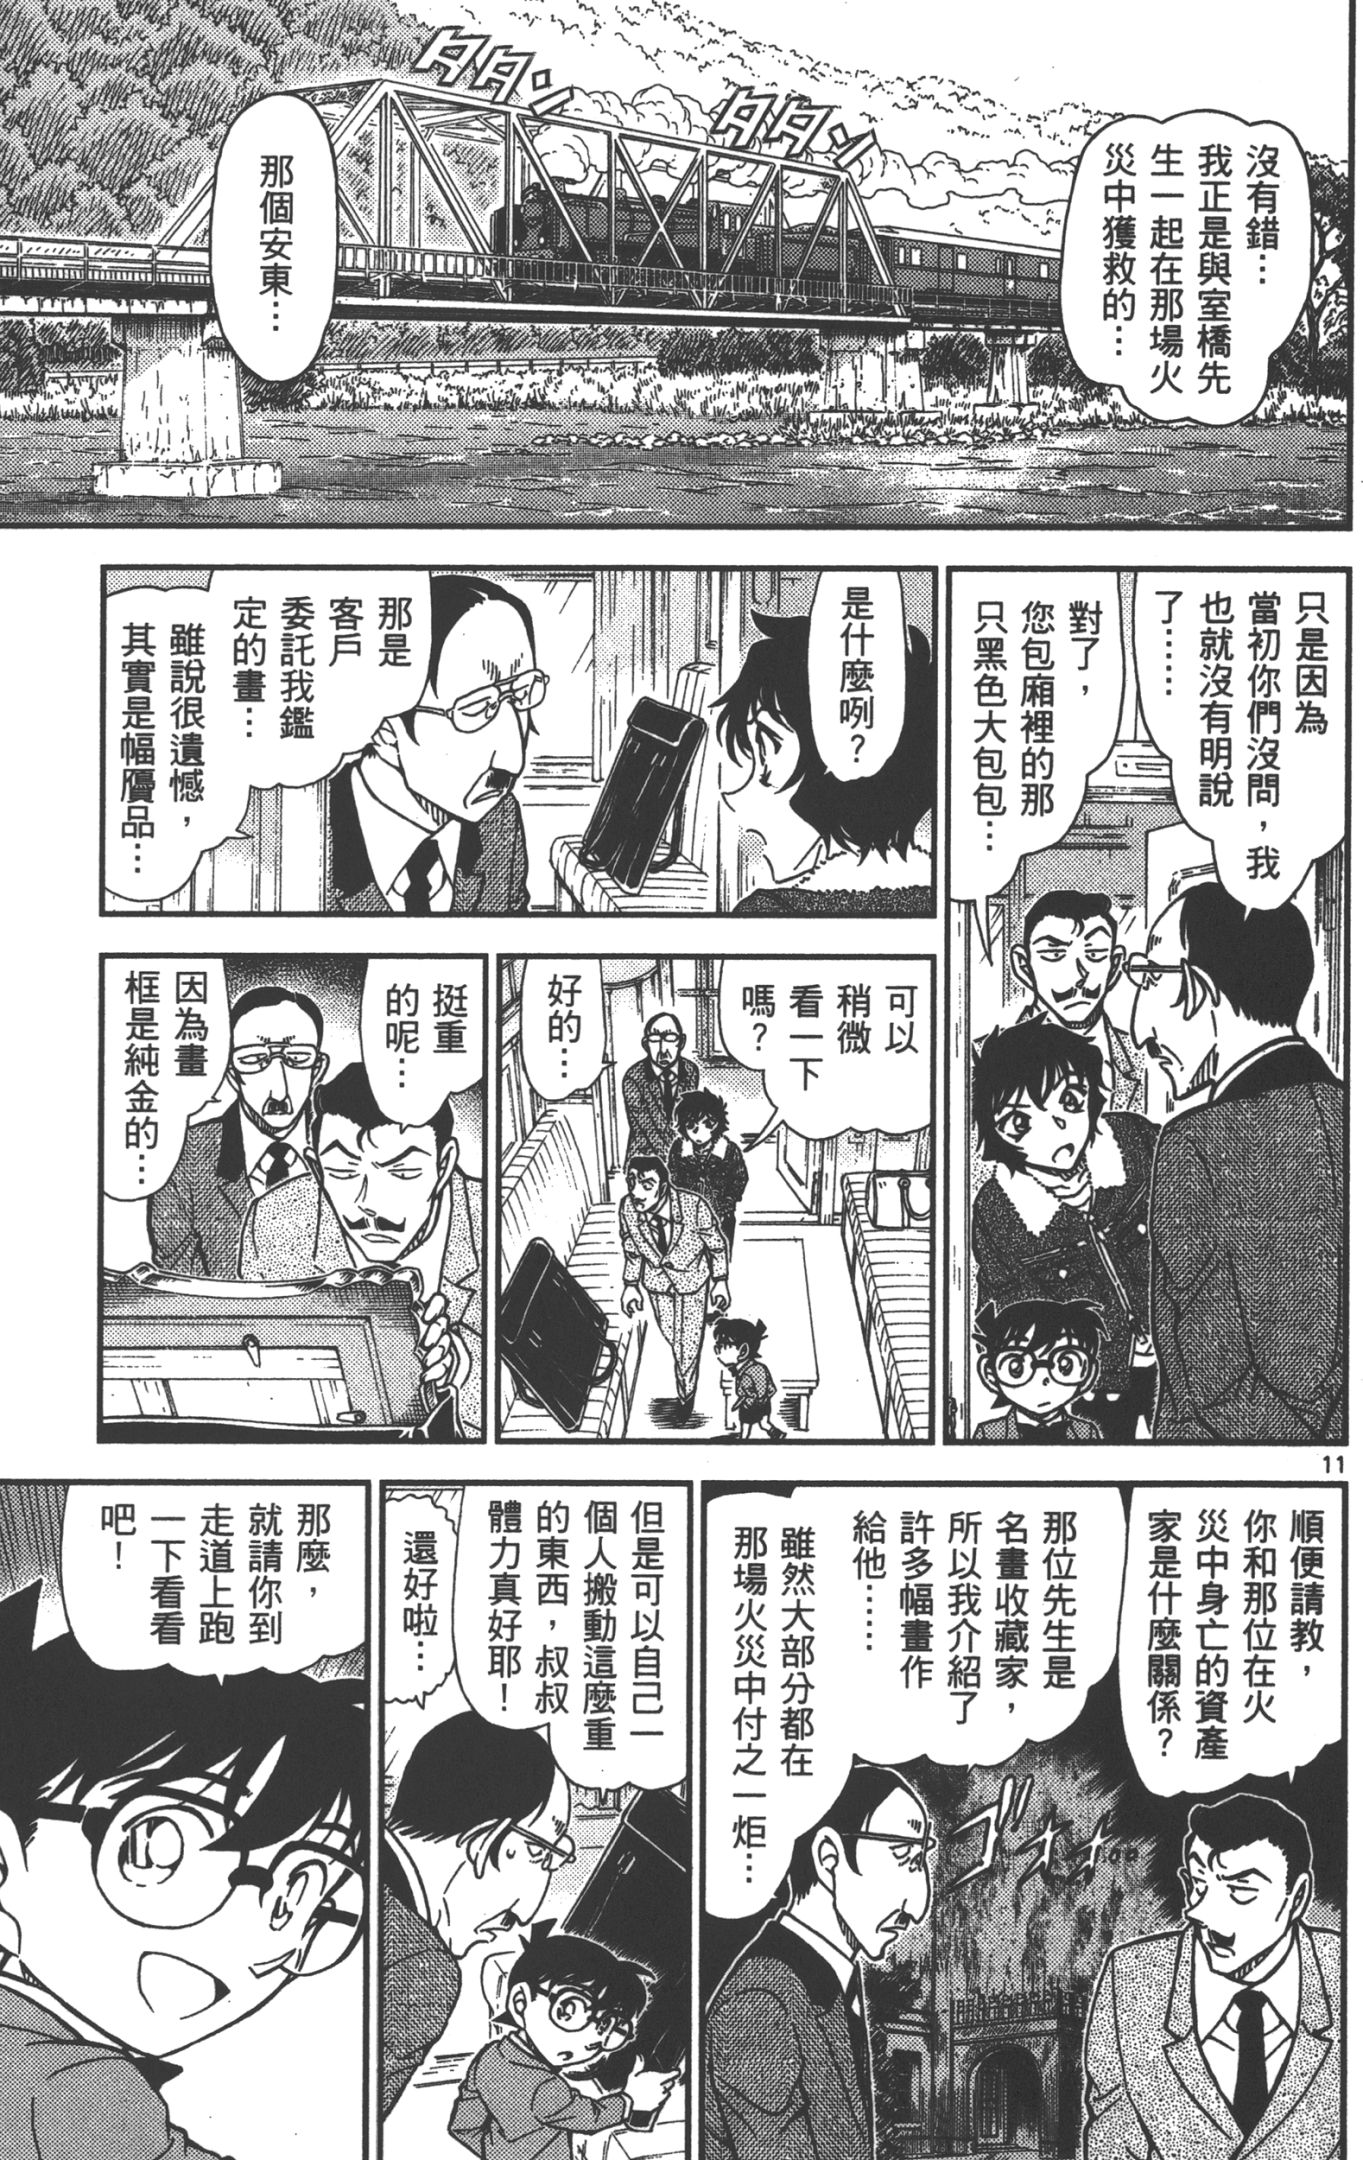 タタン
タタン
沒有錯…
我正是與室橋先
生一起在那場火
災中獲救的…
那個安東…
只是因為
當初你們沒問，我
也就沒有明說
了……
對了，
您包廂裡的那
只黑色大包包…
是什麼咧？
那是
客戶
委託我鑑
定的畫…
雖說很遺憾，
其實是幅贗品…
可以
稍微
看一下
嗎？
好的…
挺重
的呢…
因為畫
框是純金的…
11
順便請教，
你和那位在火
災中身亡的資產
家是什麼關係？
那位先生是
名畫收藏家，
所以我介紹了
許多幅畫作
給他……
雖然大部分都在
那場火災中付之一炬…
ゴオオオ…
但是可以自己一
個人搬動這麼重
的東西，叔叔
體力真好耶！
還好啦…
那麼，
就請你到
走道上跑
一下看看
吧！